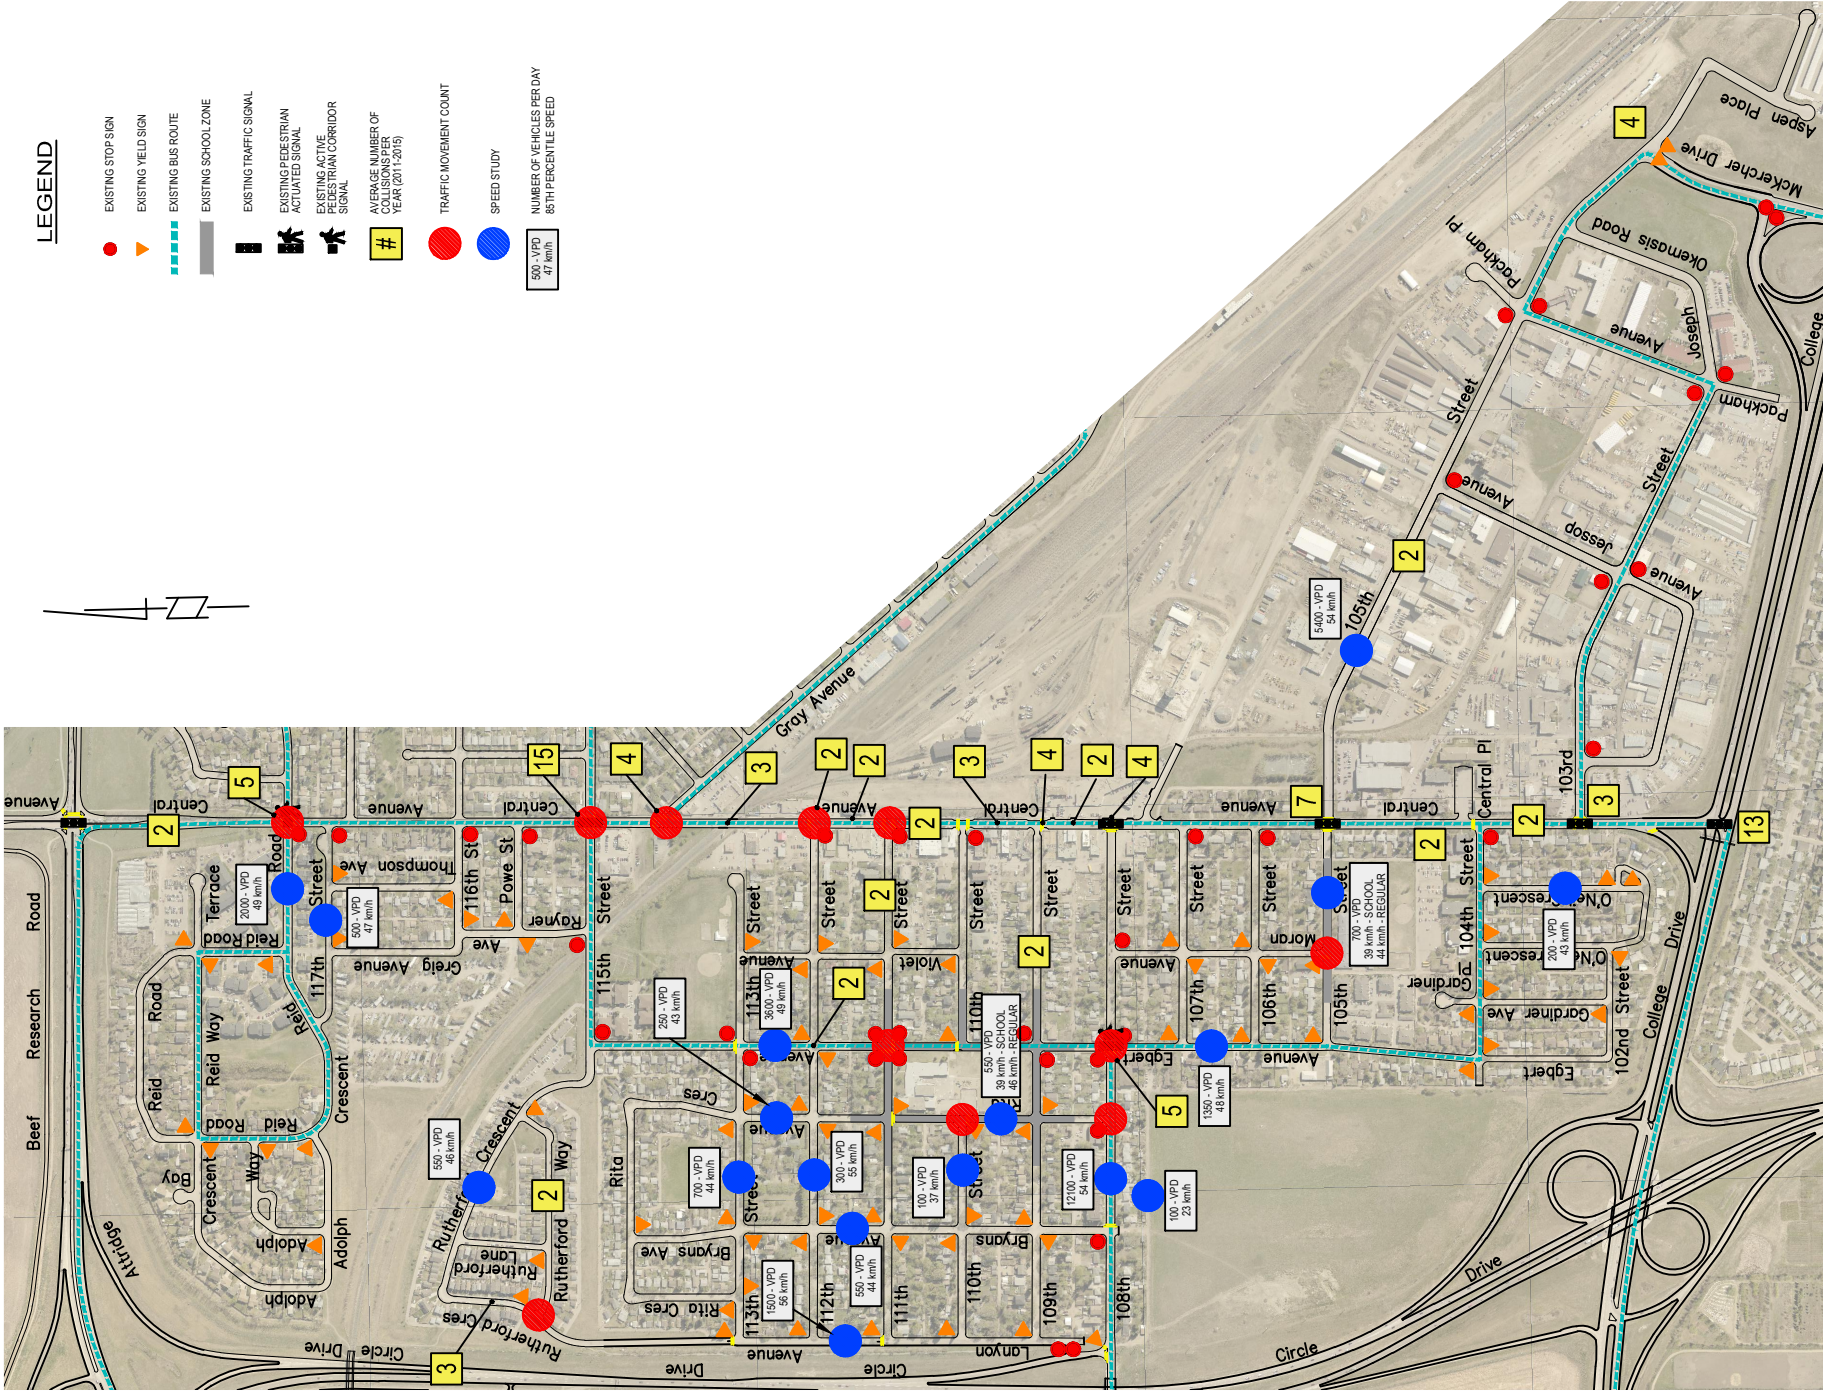 LEGEND
EXISTING STOP SIGN
EXISTING YIELD SIGN
EXISTING BUS ROUTE
EXISTING SCHOOL ZONE
EXISTING TRAFFIC SIGNAL
EXISTING PEDESTRIAN
ACTUATED SIGNAL
EXISTING ACTIVE
PEDESTRIAN CORRIDOR
SIGNAL
#
AVERAGE NUMBER OF
COLLISIONS PER
YEAR (2011-2015)
TRAFFIC MOVEMENT COUNT
SPEED STUDY
500 - VPD
47 km/h
NUMBER OF VEHICLES PER DAY
85TH PERCENTILE SPEED
Beef Research Road
Attridge
Avenue
Central
2
5
Avenue
15
Central
4
3
2
2
Avenue
2
3
Central
4
2
4
Avenue
7
Central
2
Central Pl
2
3
13
Gray Avenue
Terrace
Reid Road
Road
2000 - VPD
49 km/h
117th Street
500 - VPD
47 km/h
Thompson Ave
116th St
Powe St
Rayner
Ave
Greig Avenue
Reid Road
Reid Way
Reid Crescent
Road Reid
Bay
Crescent
Way
Adolph
Adolph
Adolph
115th Street
550 - VPD
46 km/h
Rutherford Crescent
Way
2
Rutherford
Rutherford Lane
Rutherford Cres
3
Circle Drive
Drive
Circle
Rita
Cres
Bryans Ave
Rita Cres
250 - VPD
43 km/h
3600 - VPD
49 km/h
113th Street
Avenue
Avenue
Avenue
700 - VPD
44 km/h
Street
113th
1500 - VPD
56 km/h
Avenue
Lanyon
112th
Street
300 - VPD
55 km/h
550 - VPD
44 km/h
2
2
Street
111th
Violet
Street
110th
100 - VPD
37 km/h
Street
110th
550 - VPD
39 km/h - SCHOOL
46 km/h - REGULAR
Street
2
109th
Bryans
Street
Avenue
Egbert
5
12100 - VPD
54 km/h
100 - VPD
23 km/h
108th
Street
107th
1350 - VPD
48 km/h
Street
106th
Moran
Street
105th
700 - VPD
39 km/h - SCHOOL
44 km/h - REGULAR
Avenue
Gardiner Pl
104th Street
Gardiner Ave
Egbert
O'Neil Crescent
200 - VPD
43 km/h
102nd Street
College Drive
Circle Drive
103rd
Street
105th
Street
5400 - VPD
54 km/h
2
Jessop
Avenue
Avenue
Packham Pl
Avenue
Packham
Joseph
Okemasis Road
McKercher Drive
4
Aspen Place
College